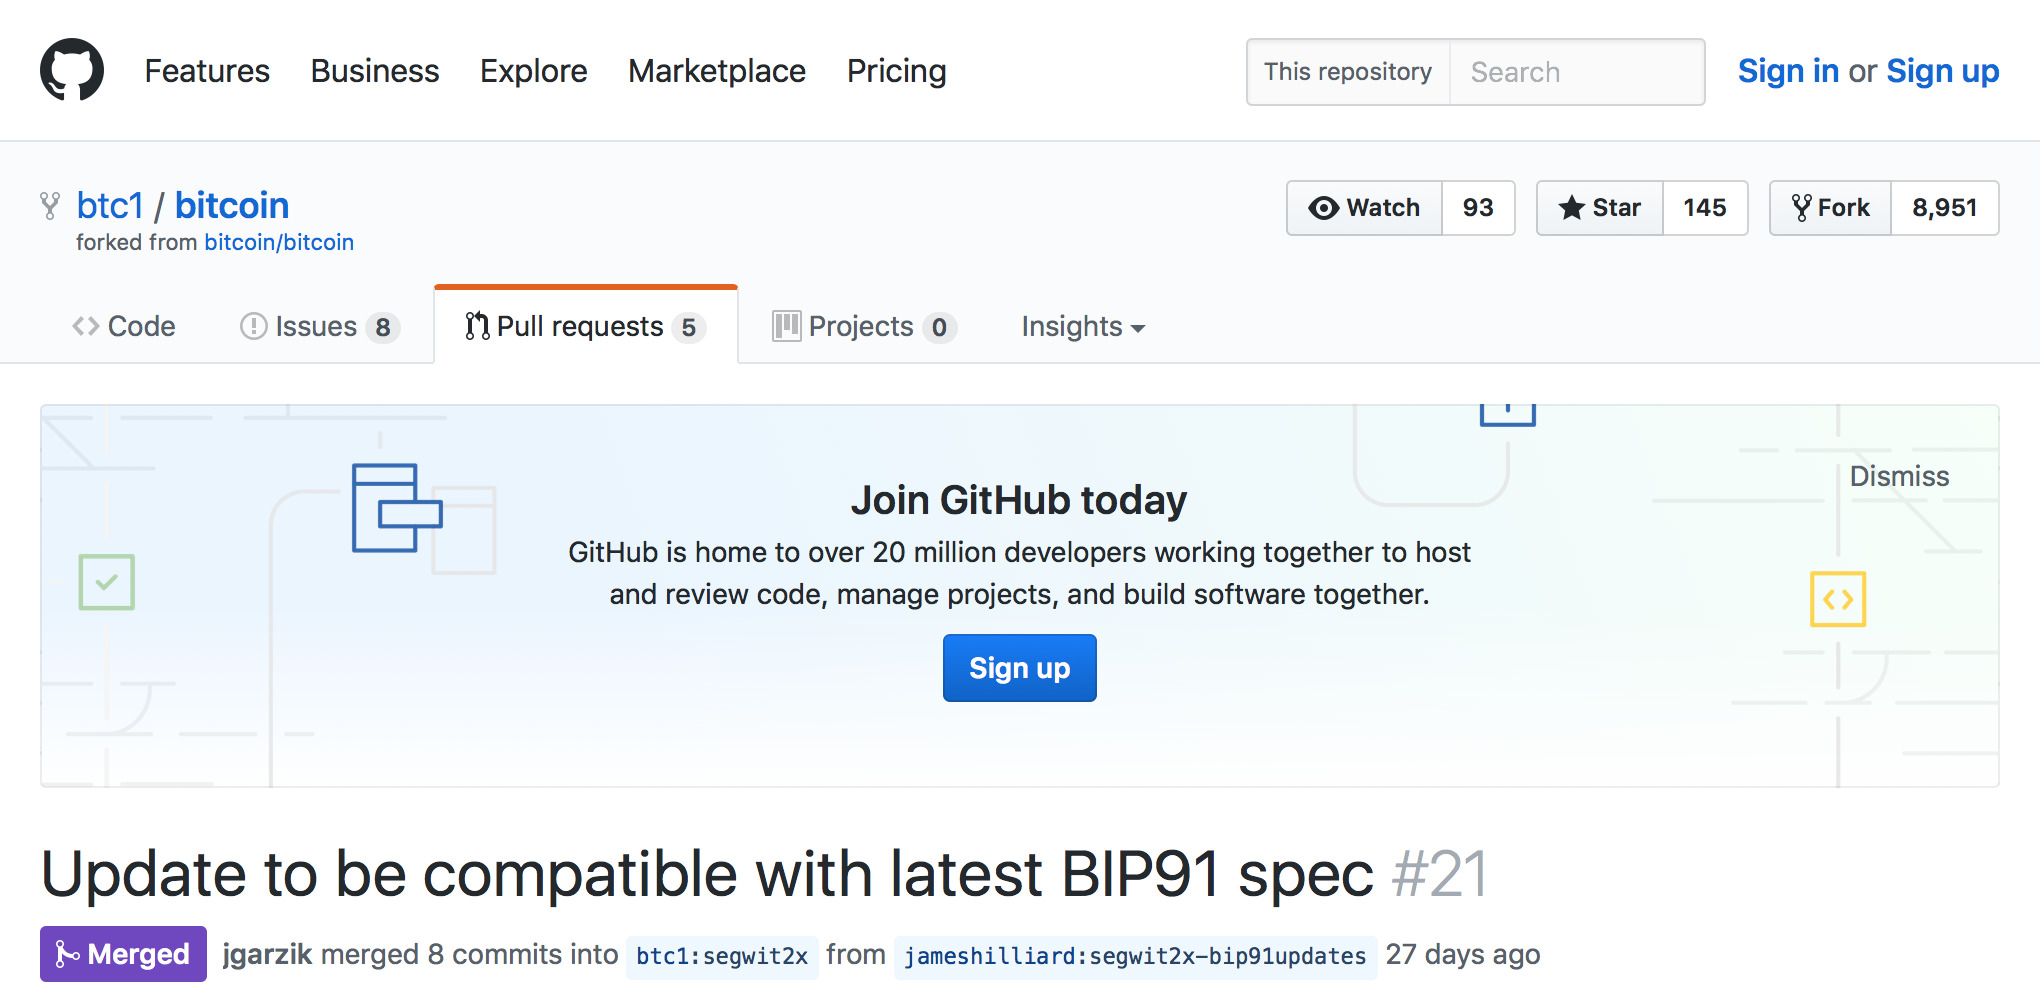 Features Business Explore Marketplace Pricing This repository Search Sign in or Sign up
btc1 / bitcoin Watch 93 Star 145 Fork 8,951
forked from bitcoin/bitcoin
Code Issues 8 Pull requests 5 Projects 0 Insights
Dismiss
Join GitHub today
GitHub is home to over 20 million developers working together to host
and review code, manage projects, and build software together.
Sign up
Update to be compatible with latest BIP91 spec #21
Merged jgarzik merged 8 commits into btc1:segwit2x from jameshilliard:segwit2x-bip91updates 27 days ago